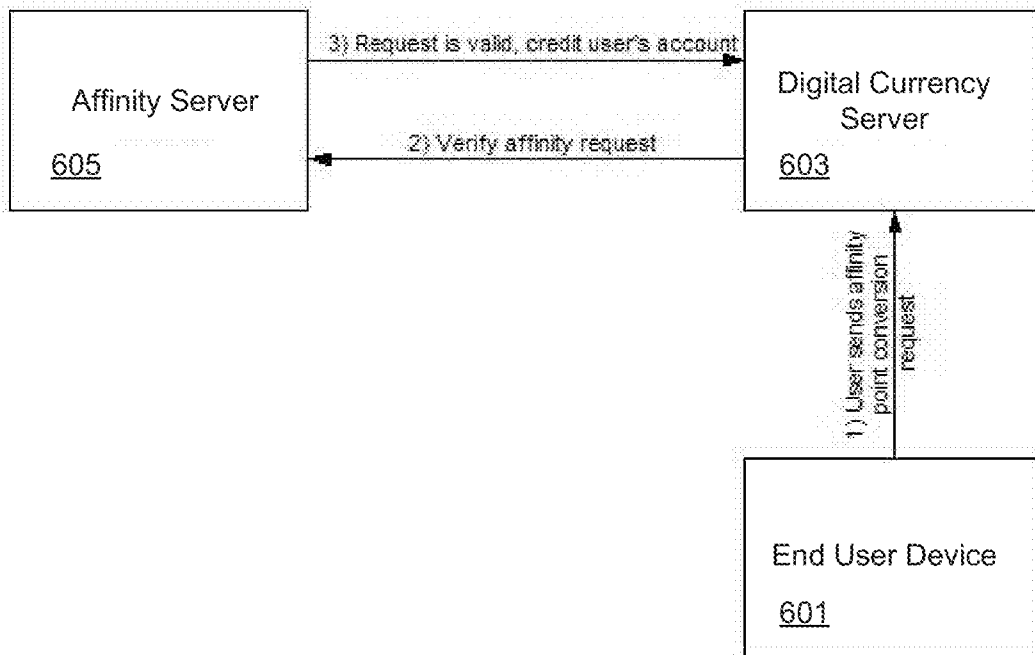 3) Request is valid, credit user's account
Affinity Server
605
2) Verify affinity request
Digital Currency
Server
603
1) User sends affinity
point conversion
request
End User Device
601